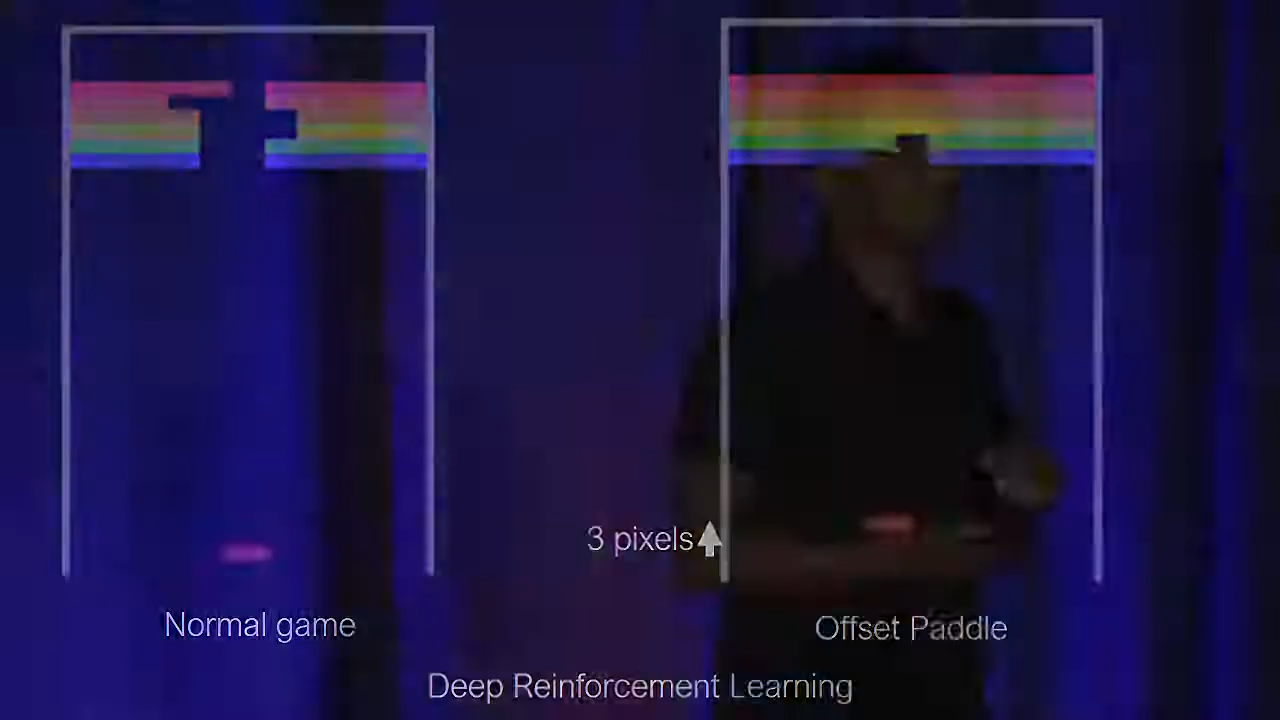 3 pixels
Normal game
Offset Paddle
Deep Reinforcement Learning